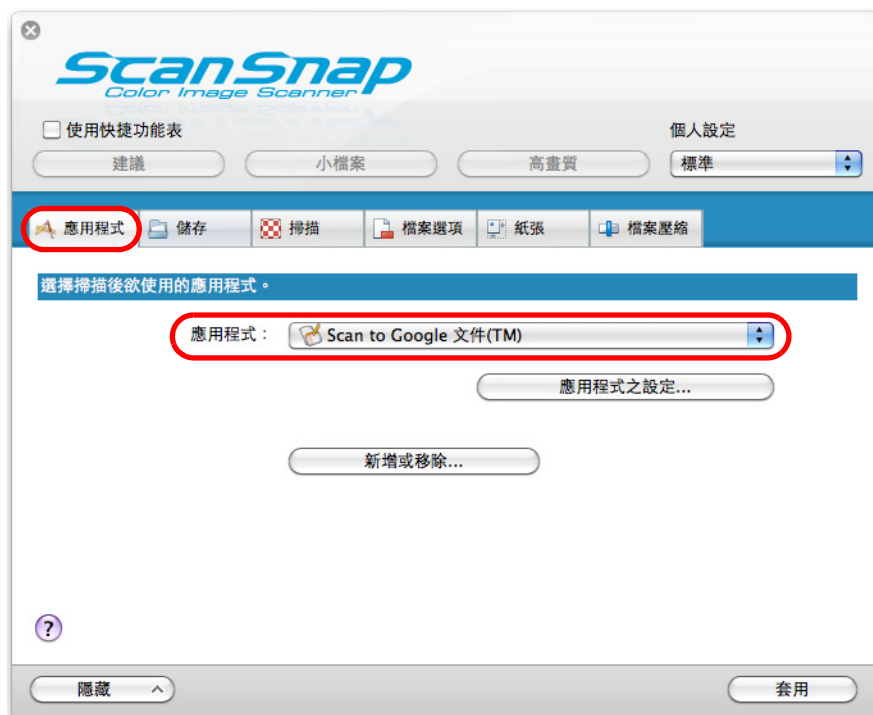 ScanSnap
Color Image Scanner
使用快捷功能表
個人設定
建議 小檔案 高畫質 標準
應用程式 儲存 掃描 檔案選項 紙張 檔案壓縮
選擇掃描後欲使用的應用程式。
應用程式： Scan to Google 文件(TM)
應用程式之設定...
新增或移除...
?
隱藏 套用